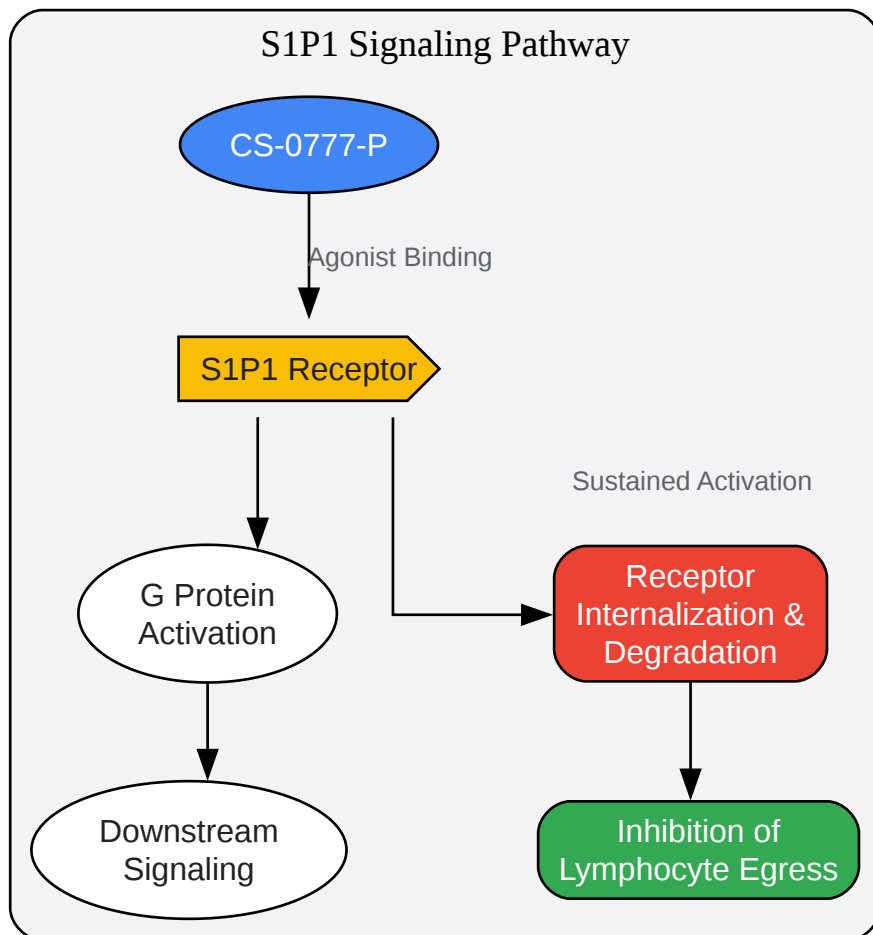 S1P1 Signaling Pathway
CS-0777-P
Agonist Binding
S1P1 Receptor
Sustained Activation
G Protein
Activation
Receptor
Internalization &
Degradation
Downstream
Signaling
Inhibition of
Lymphocyte Egress